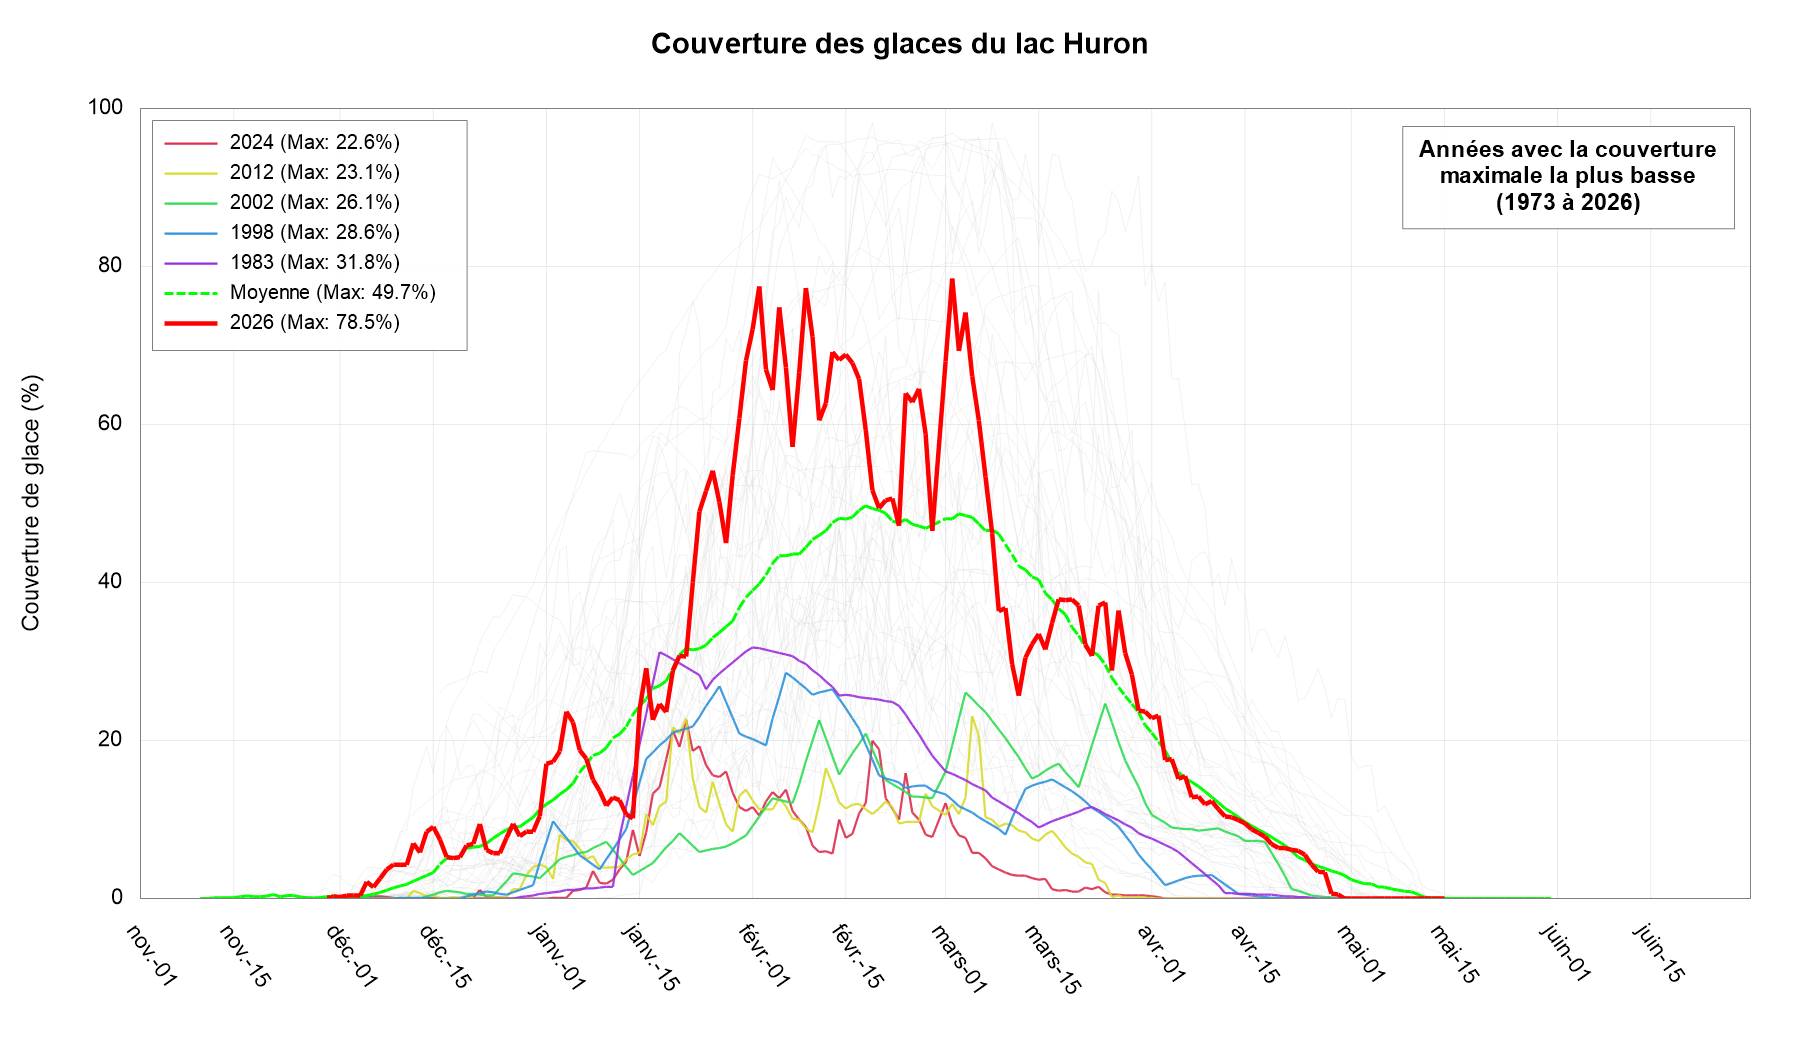 Couverture des glaces du lac Huron
Couverture de glace (%)
100
80
60
40
20
0
2024 (Max: 22.6%)
2012 (Max: 23.1%)
2002 (Max: 26.1%)
1998 (Max: 28.6%)
1983 (Max: 31.8%)
Moyenne (Max: 49.7%)
2026 (Max: 78.5%)
Années avec la couverture
maximale la plus basse
(1973 à 2026)
nov.-01
nov.-15
déc.-01
déc.-15
janv.-01
janv.-15
févr.-01
févr.-15
mars-01
mars-15
avr.-01
avr.-15
mai-01
mai-15
juin-01
juin-15